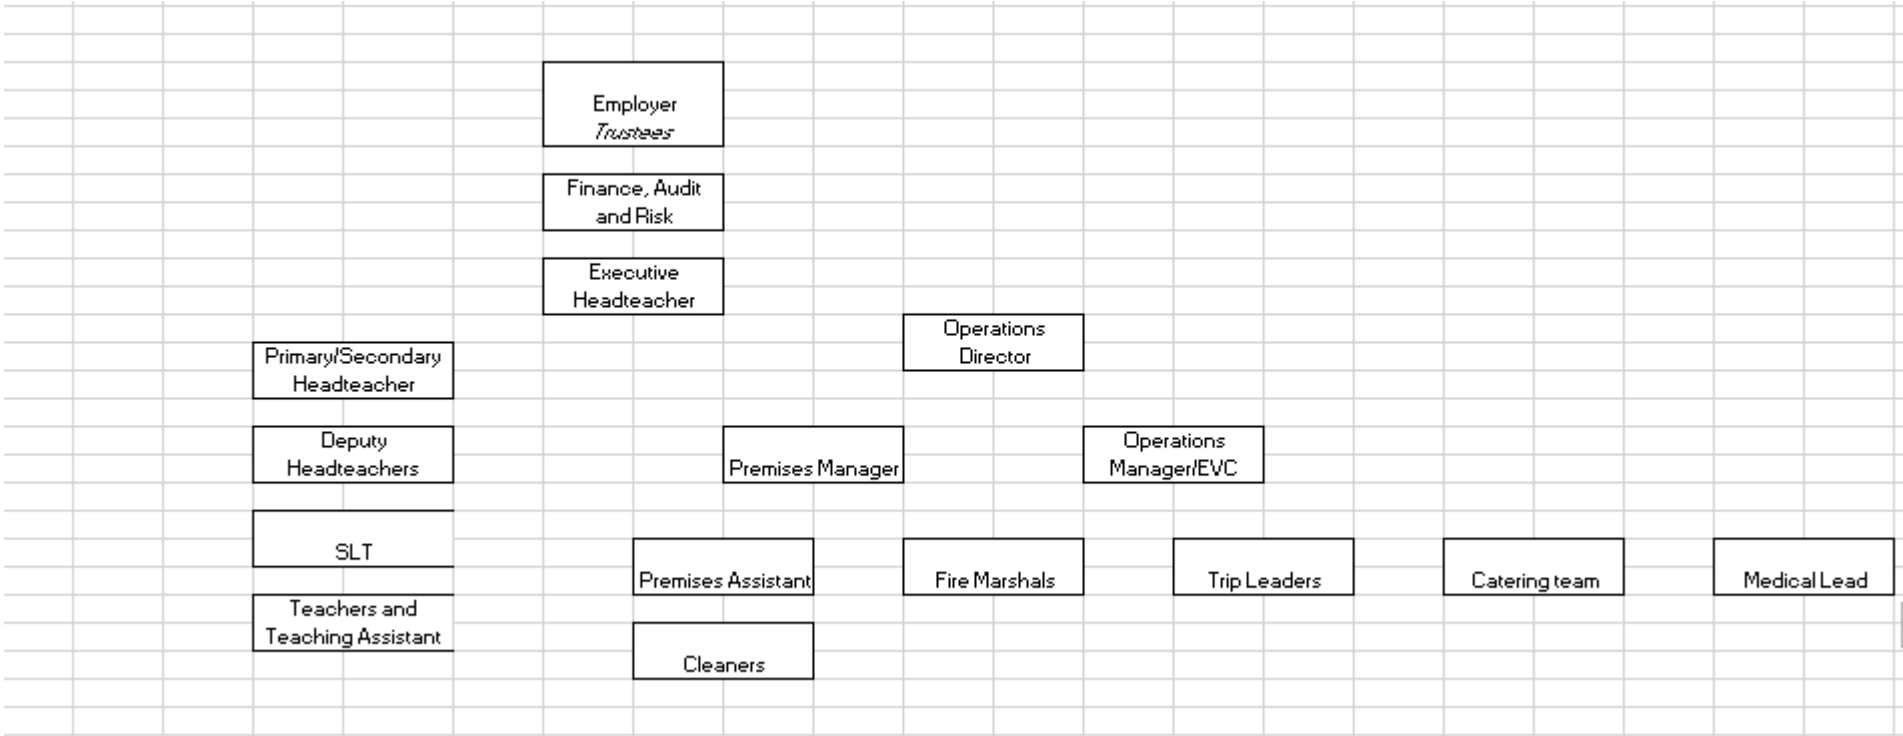 Employer
Trustees
Finance, Audit
and Risk
Executive
Headteacher
Operations
Director
Primary/Secondary
Headteacher
Deputy
Headteachers
Premises Manager
Operations
Manager/EVC
SLT
Premises Assistant
Fire Marshals
Trip Leaders
Catering team
Medical Lead
Teachers and
Teaching Assistant
Cleaners